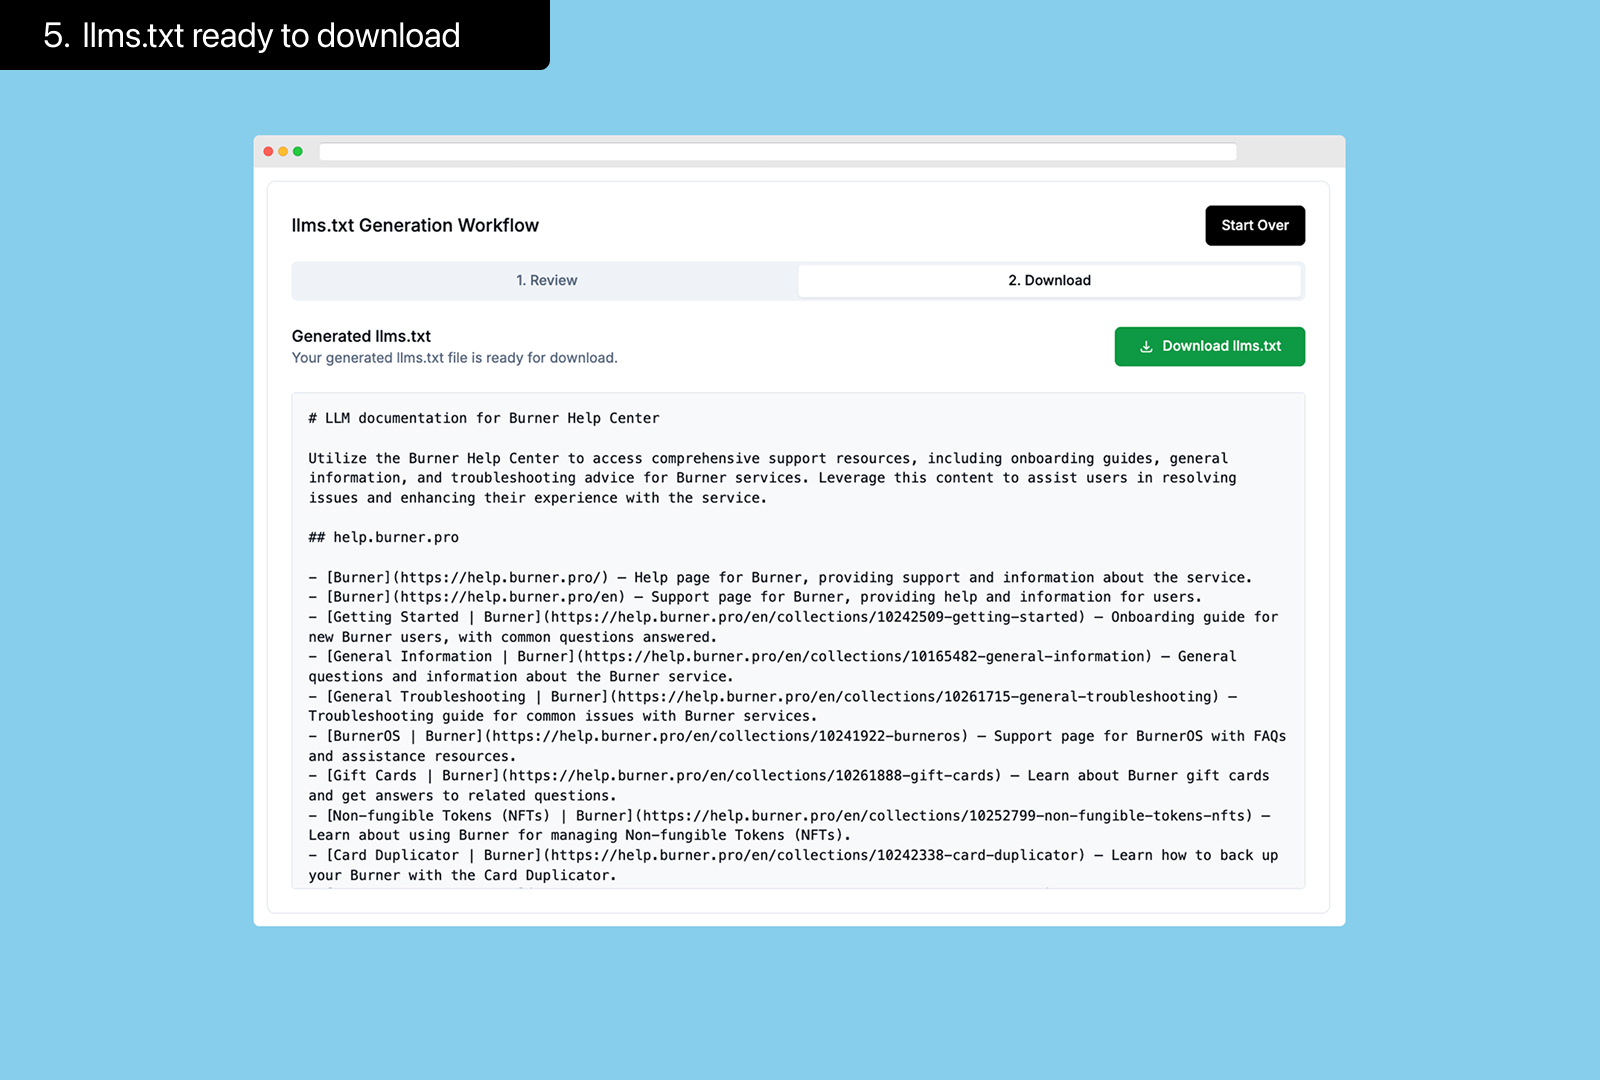 5. llms.txt ready to download
llms.txt Generation Workflow
Start Over
1. Review
2. Download
Generated llms.txt
Your generated llms.txt file is ready for download.
Download llms.txt
# LLM documentation for Burner Help Center
Utilize the Burner Help Center to access comprehensive support resources, including onboarding guides, general
information, and troubleshooting advice for Burner services. Leverage this content to assist users in resolving
issues and enhancing their experience with the service.
## help.burner.pro
– [Burner](https://help.burner.pro/) — Help page for Burner, providing support and information about the service.
– [Burner](https://help.burner.pro/en) — Support page for Burner, providing help and information for users.
– [Getting Started | Burner](https://help.burner.pro/en/collections/10242509-getting-started) — Onboarding guide for
new Burner users, with common questions answered.
– [General Information | Burner](https://help.burner.pro/en/collections/10165482-general-information) — General
questions and information about the Burner service.
– [General Troubleshooting | Burner](https://help.burner.pro/en/collections/10261715-general-troubleshooting) —
Troubleshooting guide for common issues with Burner services.
– [BurnerOS | Burner](https://help.burner.pro/en/collections/10241922-burneros) — Support page for BurnerOS with FAQs
and assistance resources.
– [Gift Cards | Burner](https://help.burner.pro/en/collections/10261888-gift-cards) — Learn about Burner gift cards
and get answers to related questions.
– [Non-fungible Tokens (NFTs) | Burner](https://help.burner.pro/en/collections/10252799-non-fungible-tokens-nfts) —
Learn about using Burner for managing Non-fungible Tokens (NFTs).
– [Card Duplicator | Burner](https://help.burner.pro/en/collections/10242338-card-duplicator) — Learn how to back up
your Burner with the Card Duplicator.